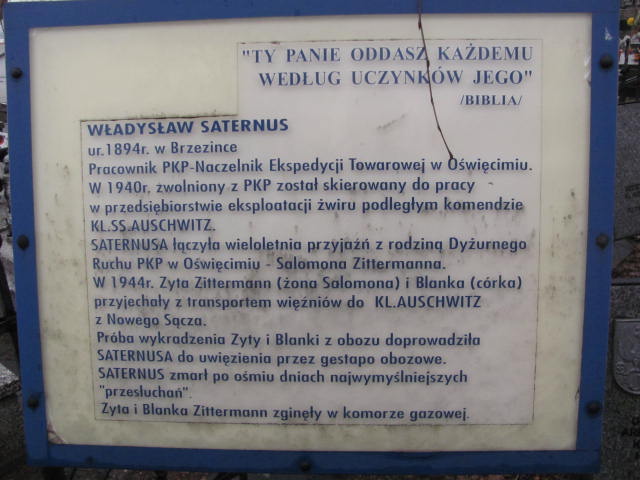 "TY PANIE ODDASZ KAŻDEMU
WEDŁUG UCZYNKÓW JEGO"
/BIBLIA/
WŁADYSŁAW SATERNUS
ur.1894r. w Brzezince
Pracownik PKP-Naczelnik Ekspedycji Towarowej w Oświęcimiu.
W 1940r. zwolniony z PKP został skierowany do pracy
w przedsiębiorstwie eksploatacji żwiru podległym komendzie
KL.SS.AUSCHWITZ.
SATERNUSA łączyła wieloletnia przyjaźń z rodziną Dyżurnego
Ruchu PKP w Oświęcimiu - Salomona Zittermanna.
W 1944r. Zyta Zittermann (żona Salomona) i Blanka (córka)
przyjechały z transportem więźniów do KL.AUSCHWITZ
z Nowego Sącza.
Próba wykradzenia Zyty i Blanki z obozu doprowadziła
SATERNUSA do uwięzienia przez gestapo obozowe.
SATERNUS zmarł po ośmiu dniach najwymyślniejszych
"przesłuchań".
Zyta i Blanka Zittermann zginęły w komorze gazowej.